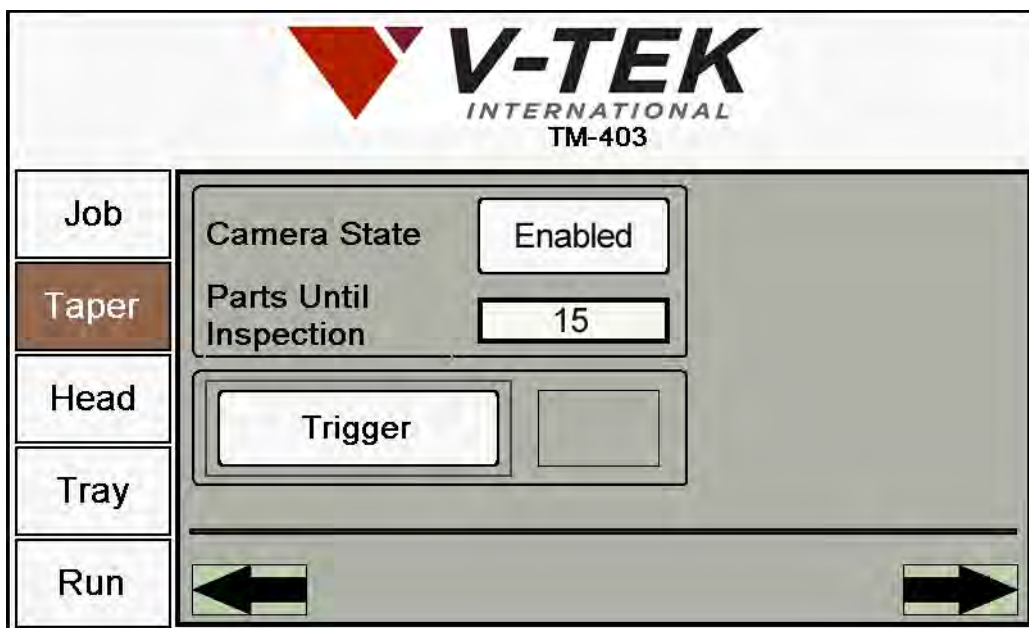 V-TEK
INTERNATIONAL
TM-403
Job
Taper
Head
Tray
Run
Camera State
Enabled
Parts Until
Inspection
15
Trigger